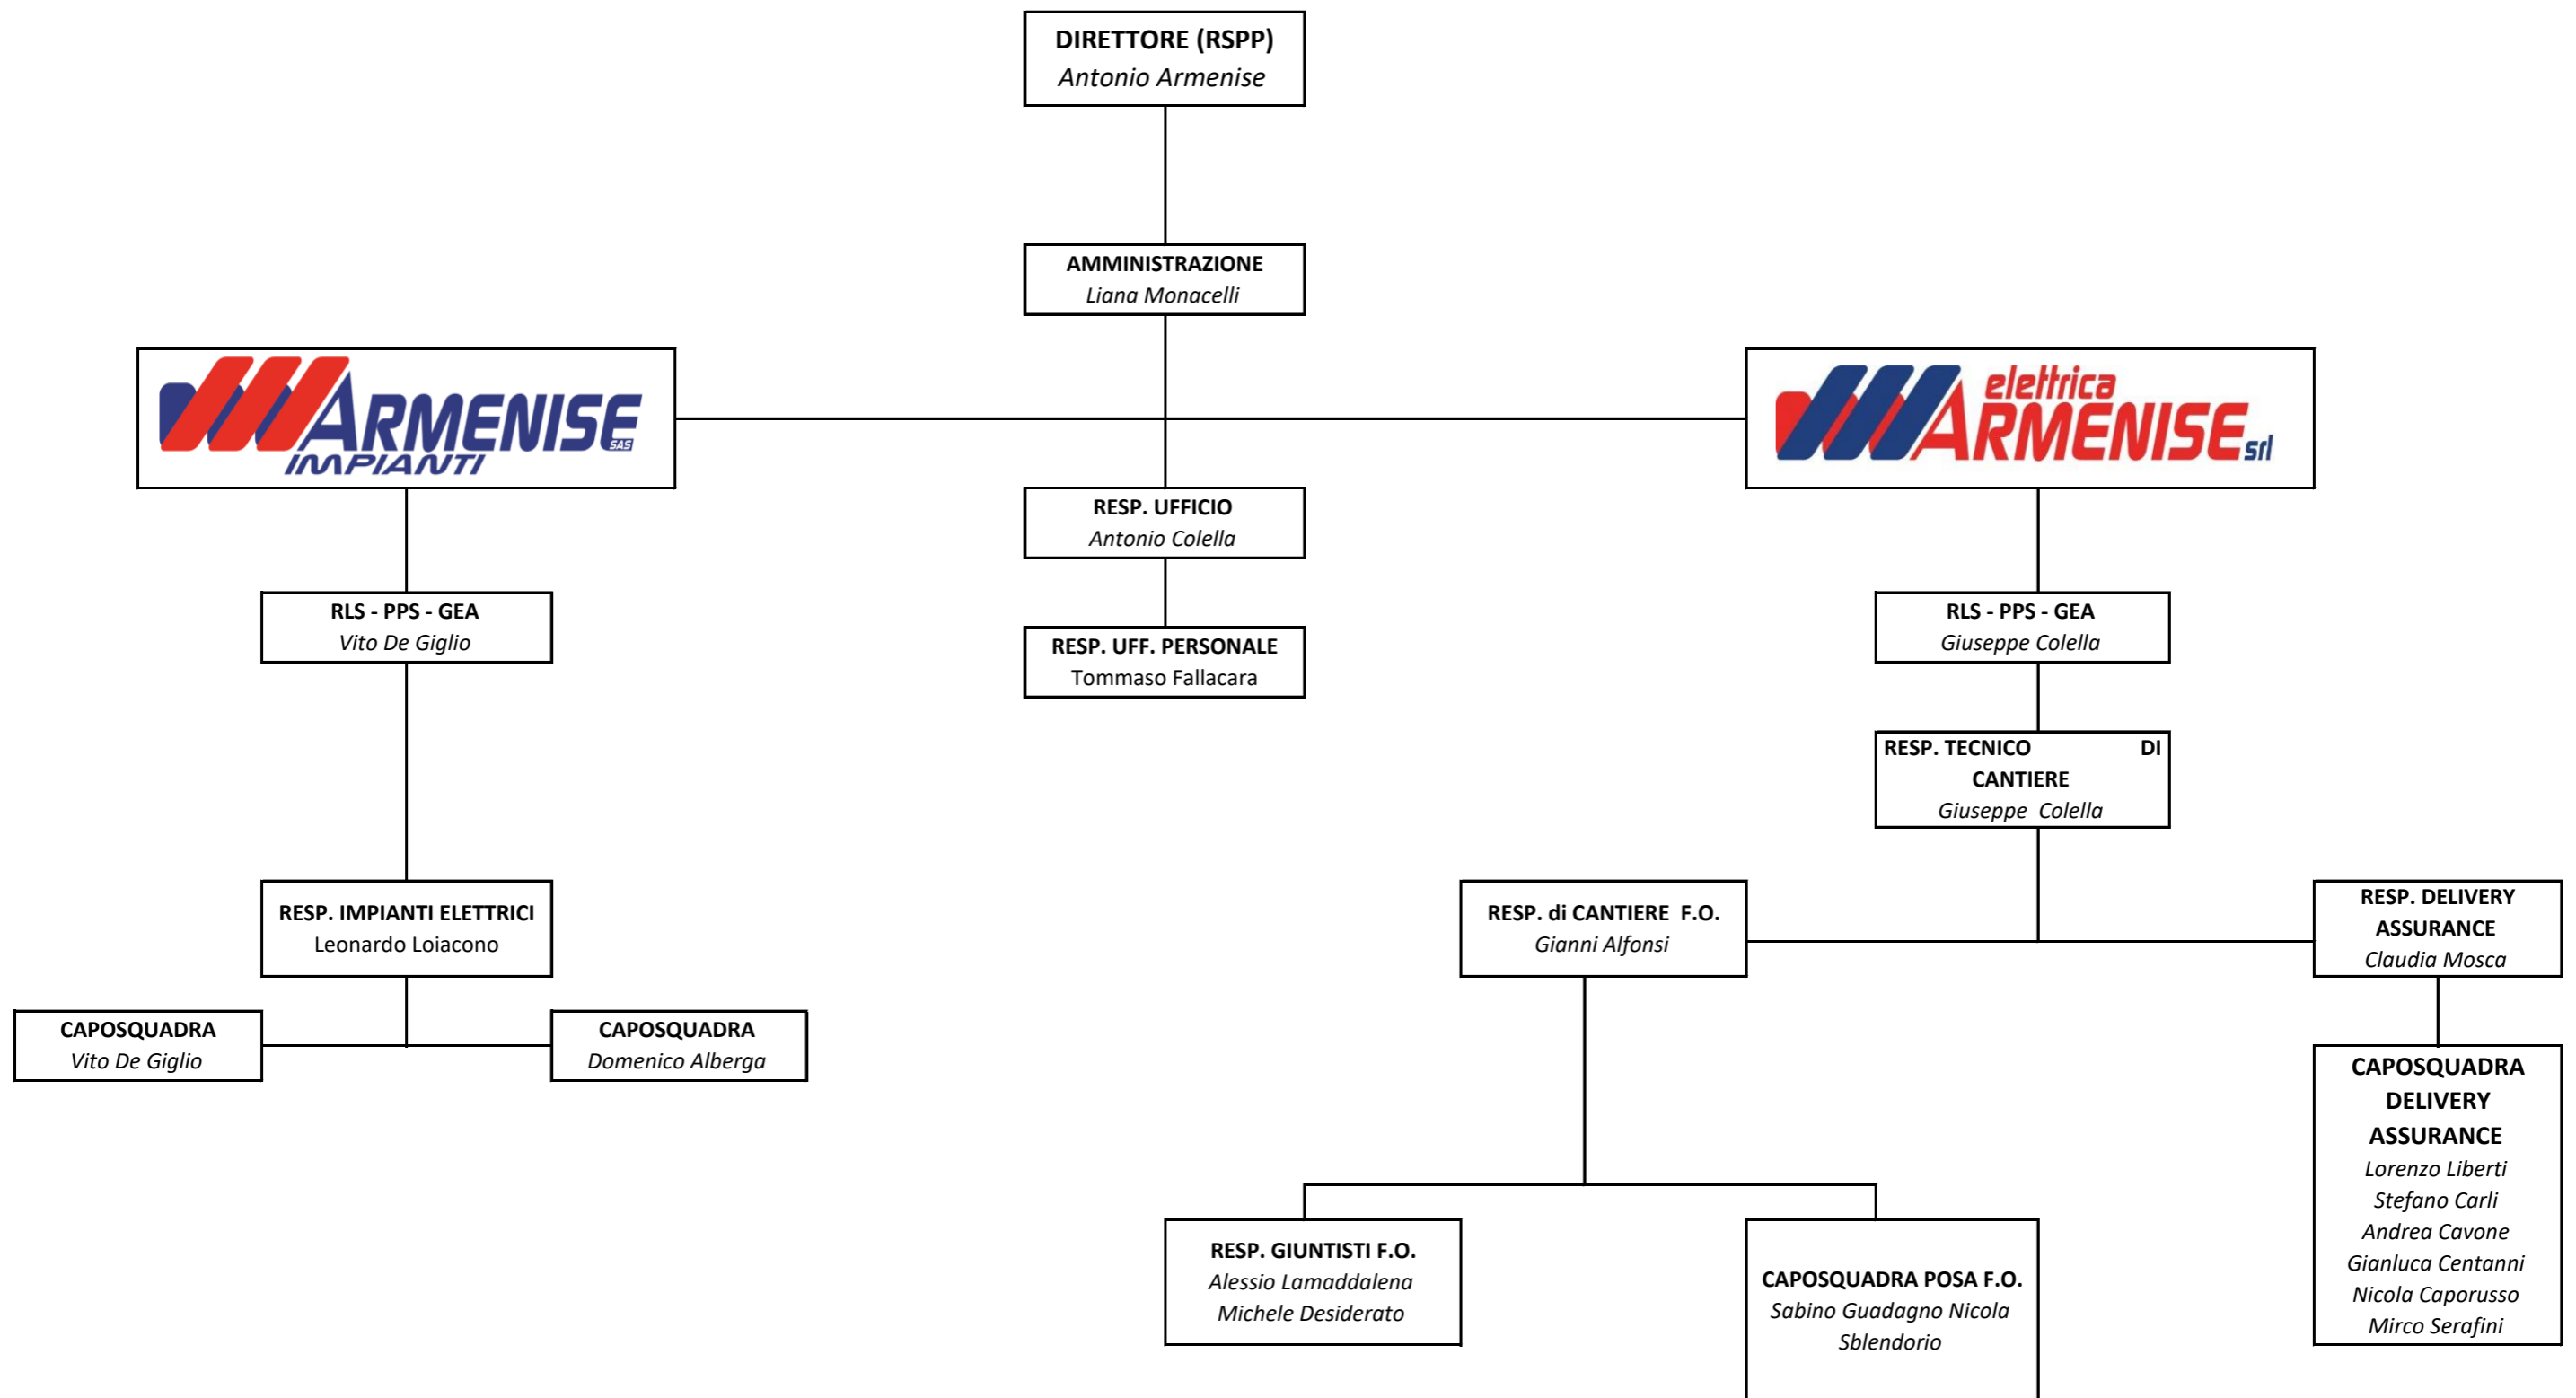 DIRETTORE (RSPP)
Antonio Armenise
AMMINISTRAZIONE
Liana Monacelli
ARMENISE
SAS
IMPIANTI
elettrica
ARMENISE srl
RESP. UFFICIO
Antonio Colella
RLS - PPS - GEA
Vito De Giglio
RESP. UFF. PERSONALE
Tommaso Fallacara
RLS - PPS - GEA
Giuseppe Colella
RESP. TECNICO DI
CANTIERE
Giuseppe Colella
RESP. IMPIANTI ELETTRICI
Leonardo Loiacono
RESP. di CANTIERE F.O.
Gianni Alfonsi
RESP. DELIVERY
ASSURANCE
Claudia Mosca
CAPOSQUADRA
Vito De Giglio
CAPOSQUADRA
Domenico Alberga
CAPOSQUADRA
DELIVERY
ASSURANCE
Lorenzo Liberti
Stefano Carli
Andrea Cavone
Gianluca Centanni
Nicola Caporusso
Mirco Serafini
RESP. GIUNTISTI F.O.
Alessio Lamaddalena
Michele Desiderato
CAPOSQUADRA POSA F.O.
Sabino Guadagno Nicola
Sblendorio